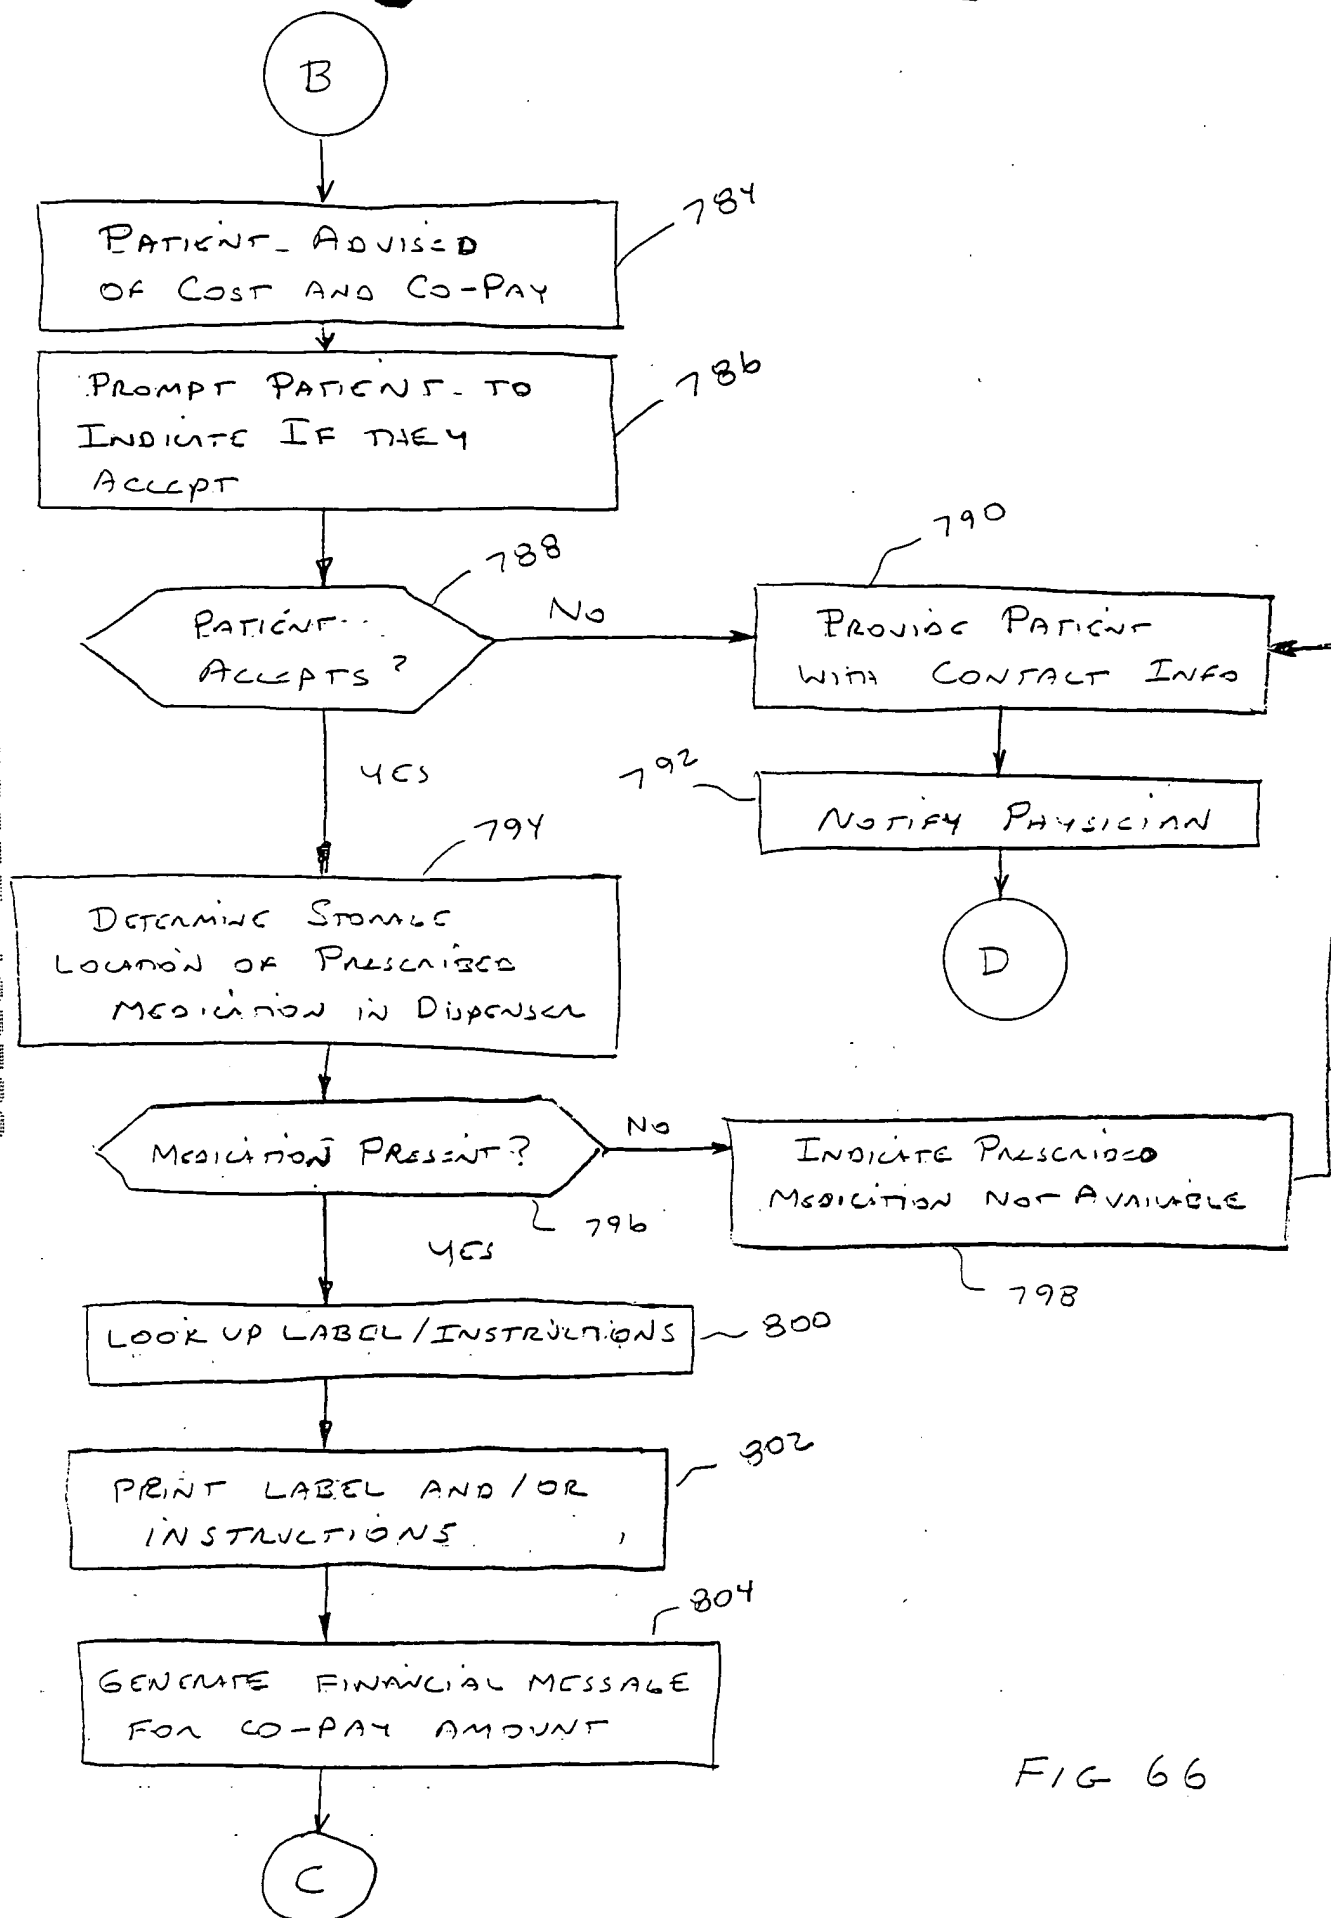 B
784
PATIENT ADVISED
OF COST AND CO-PAY
786
PROMPT PATIENT TO
INDICATE IF THEY
ACCEPT
788
PATIENT
ACCEPTS?
NO
790
PROVIDE PATIENT
WITH CONTACT INFO
YES
792
NOTIFY PHYSICIAN
D
794
DETERMINE STORAGE
LOCATION OF PRESCRIBED
MEDICATION IN DISPENSER
MEDICATION PRESENT?
796
NO
INDICATE PRESCRIBED
MEDICATION NOT AVAILABLE
798
YES
LOOK UP LABEL/INSTRUCTIONS
800
802
PRINT LABEL AND/OR
INSTRUCTIONS
804
GENERATE FINANCIAL MESSAGE
FOR CO-PAY AMOUNT
C
FIG 66